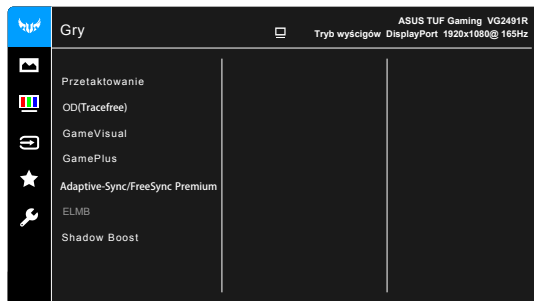 Gry
ASUS TUF Gaming VG2491R
Tryb wyścigów DisplayPort 1920x1080@ 165Hz
Przetaktowanie
OD(Tracefree)
GameVisual
GamePlus
Adaptive-Sync/FreeSync Premium
ELMB
Shadow Boost